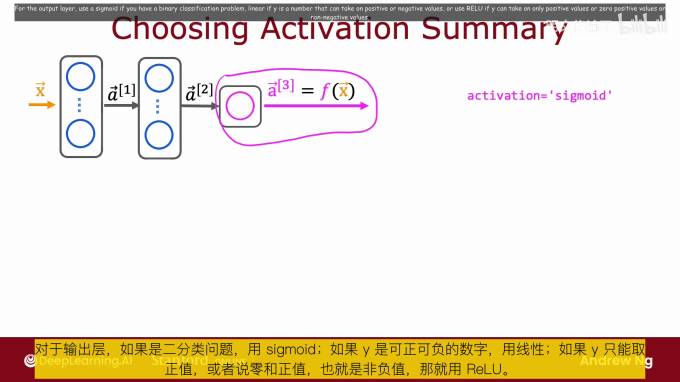 For the output layer, use a sigmoid if you have a binary classification problem, linear if y is a number that can take on positive or negative values, or use RELU if y can take on only positive values or zero positive values or
non-negative values.
Choosing Activation Summary
x⃗ a⃗[1] a⃗[2] a⃗[3] = f(x⃗)
activation='sigmoid'
DeepLearning.AI Stanford Andrew Ng
对于输出层，如果是二分类问题，用 sigmoid；如果 y 是可正可负的数字，用线性；如果 y 只能取
正值，或者说零和正值，也就是非负值，那就用 ReLU。